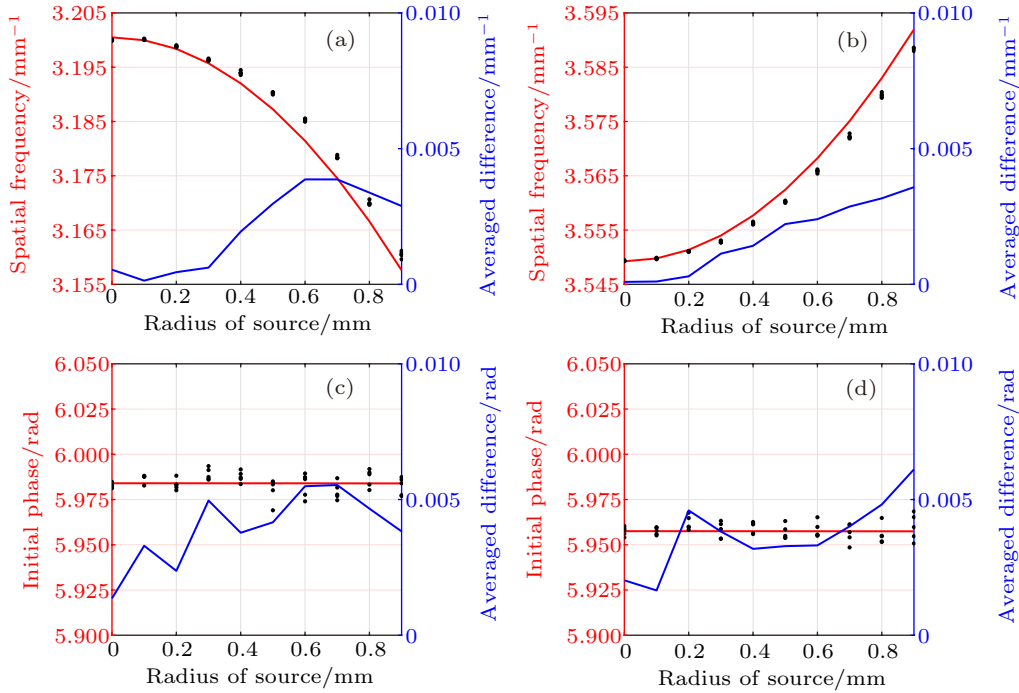 3.205
3.195
3.185
3.175
3.165
3.155
Spatial frequency/mm⁻¹
(a)
0.010
0.005
0
Averaged difference/mm⁻¹
0 0.2 0.4 0.6 0.8
Radius of source/mm
3.595
3.585
3.575
3.565
3.550
3.545
Spatial frequency/mm⁻¹
(b)
0.010
0.005
0
Averaged difference/mm⁻¹
0 0.2 0.4 0.6 0.8
Radius of source/mm
6.050
6.025
6.000
5.975
5.950
5.925
5.900
Initial phase/rad
(c)
0.010
0.005
0
Averaged difference/rad
0 0.2 0.4 0.6 0.8
Radius of source/mm
6.050
6.025
6.000
5.975
5.950
5.925
5.900
Initial phase/rad
(d)
0.010
0.005
0
Averaged difference/rad
0 0.2 0.4 0.6 0.8
Radius of source/mm